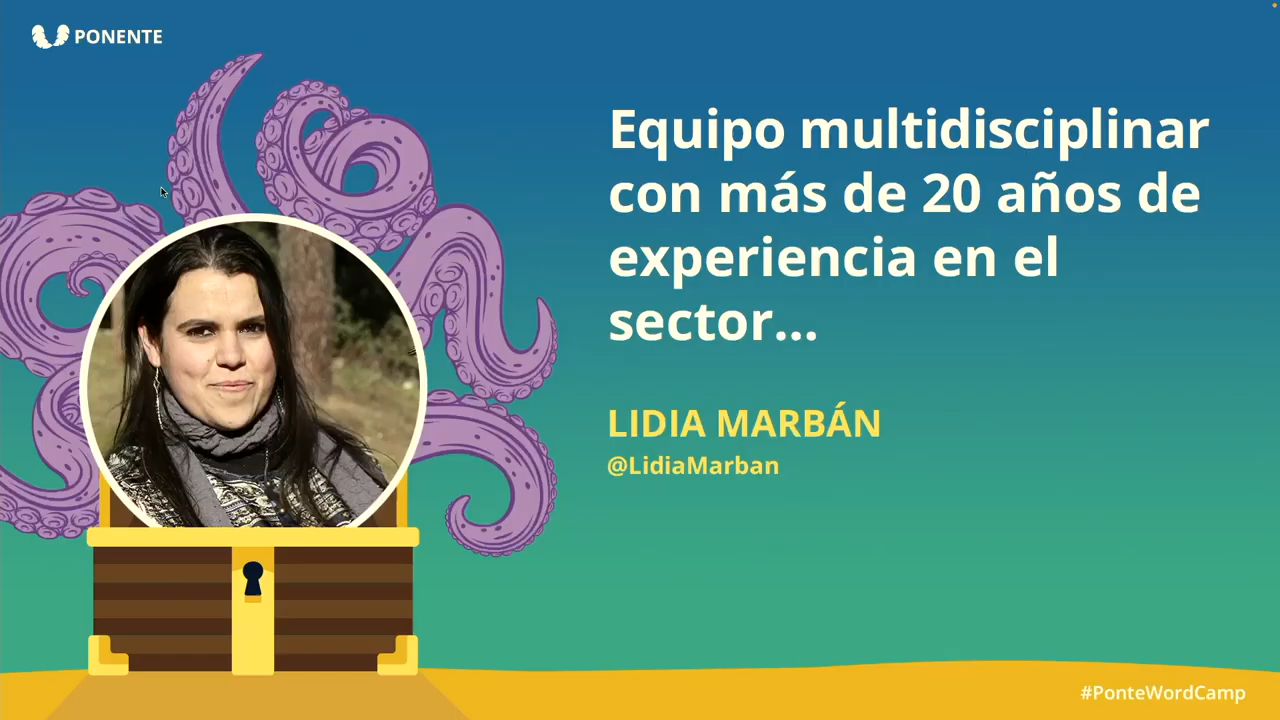 PONENTE
Equipo multidisciplinar
con más de 20 años de
experiencia en el
sector...
LIDIA MARBÁN
@LidiaMarban
#PonteWordCamp